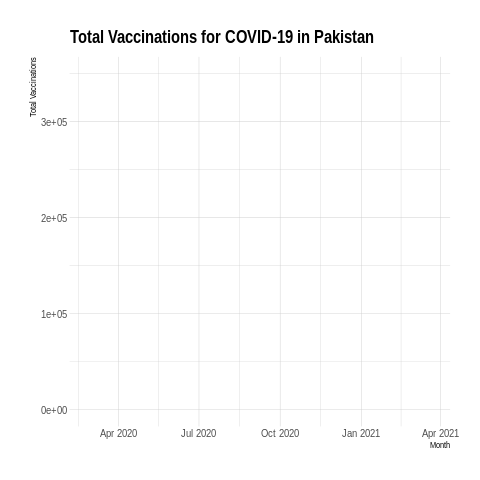 Total Vaccinations for COVID-19 in Pakistan
Total Vaccinations
3e+05
2e+05
1e+05
0e+00
Apr 2020 Jul 2020 Oct 2020 Jan 2021 Apr 2021
Month